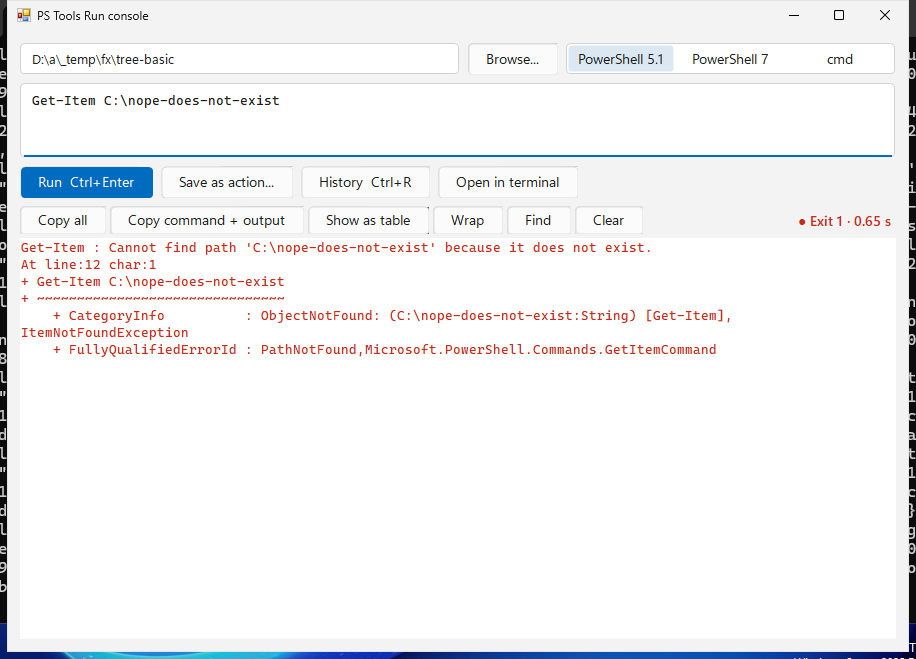 PS Tools Run console
D:\a\_temp\fx\tree-basic
Browse...
PowerShell 5.1
PowerShell 7
cmd
Get-Item C:\nope-does-not-exist
Run Ctrl+Enter
Save as action...
History Ctrl+R
Open in terminal
Copy all
Copy command + output
Show as table
Wrap
Find
Clear
● Exit 1 · 0.65 s
Get-Item : Cannot find path 'C:\nope-does-not-exist' because it does not exist.
At line:12 char:1
+ Get-Item C:\nope-does-not-exist
+ ~~~~~~~~~~~~~~~~~~~~~~~~~~~~~~~
    + CategoryInfo          : ObjectNotFound: (C:\nope-does-not-exist:String) [Get-Item],
ItemNotFoundException
    + FullyQualifiedErrorId : PathNotFound,Microsoft.PowerShell.Commands.GetItemCommand